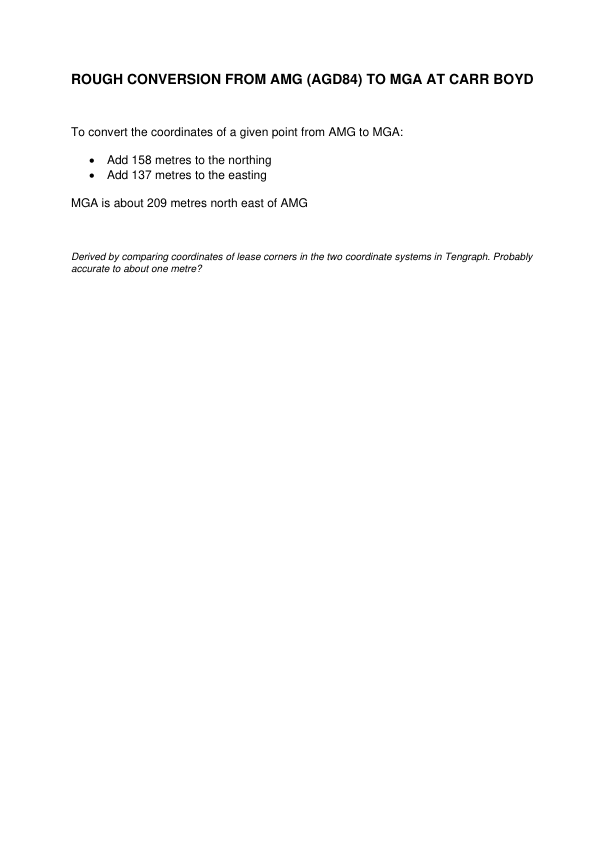 ROUGH CONVERSION FROM AMG (AGD84) TO MGA AT CARR BOYD
To convert the coordinates of a given point from AMG to MGA:
• Add 158 metres to the northing
• Add 137 metres to the easting
MGA is about 209 metres north east of AMG
Derived by comparing coordinates of lease corners in the two coordinate systems in Tengraph. Probably
accurate to about one metre?